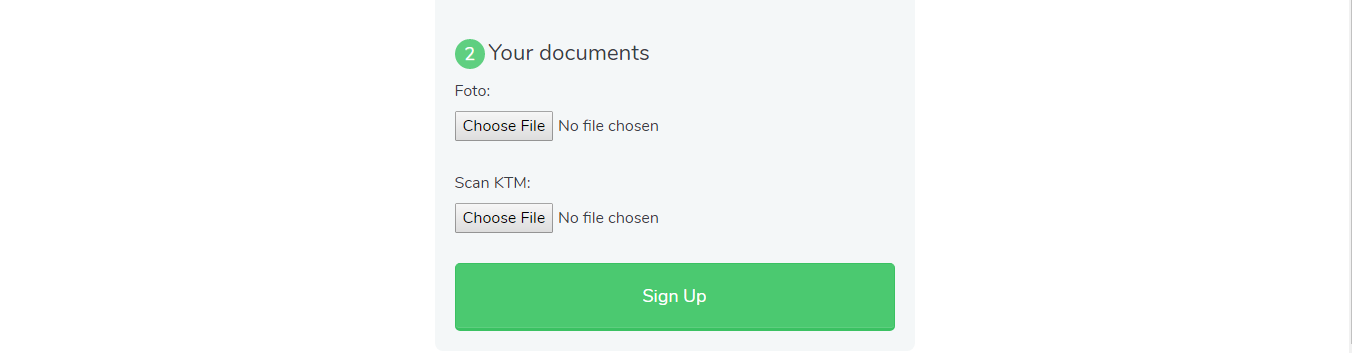 2 Your documents
Foto:
Choose File No file chosen
Scan KTM:
Choose File No file chosen
Sign Up